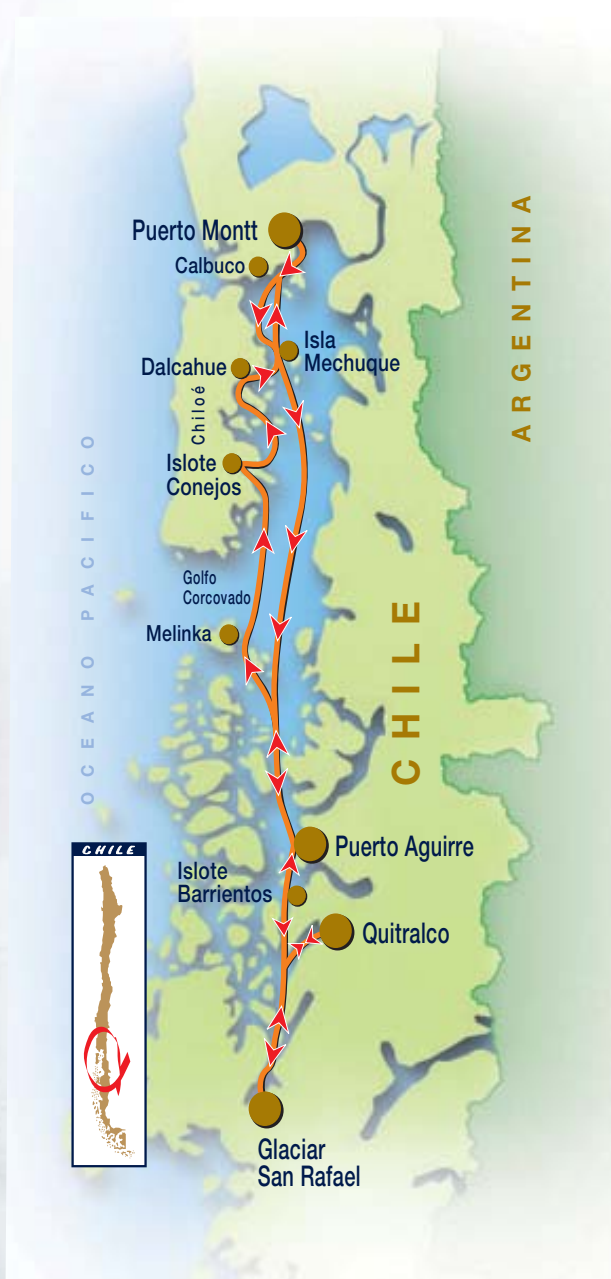 Puerto Montt
Calbuco
ARGENTINA
Isla
Mechuque
Dalcahue
Chiloé
Islote
Conejos
OCEANO PACIFICO
Golfo
Corcovado
CHILE
Melinka
Puerto Aguirre
CHILE
Islote
Barrientos
Quitralco
Glaciar
San Rafael